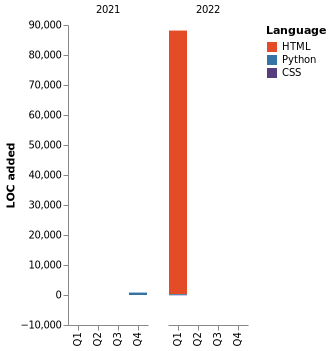 2021 2022
Language
HTML
Python
CSS
LOC added
90,000
80,000
70,000
60,000
50,000
40,000
30,000
20,000
10,000
0
−10,000
Q1 Q2 Q3 Q4 Q1 Q2 Q3 Q4